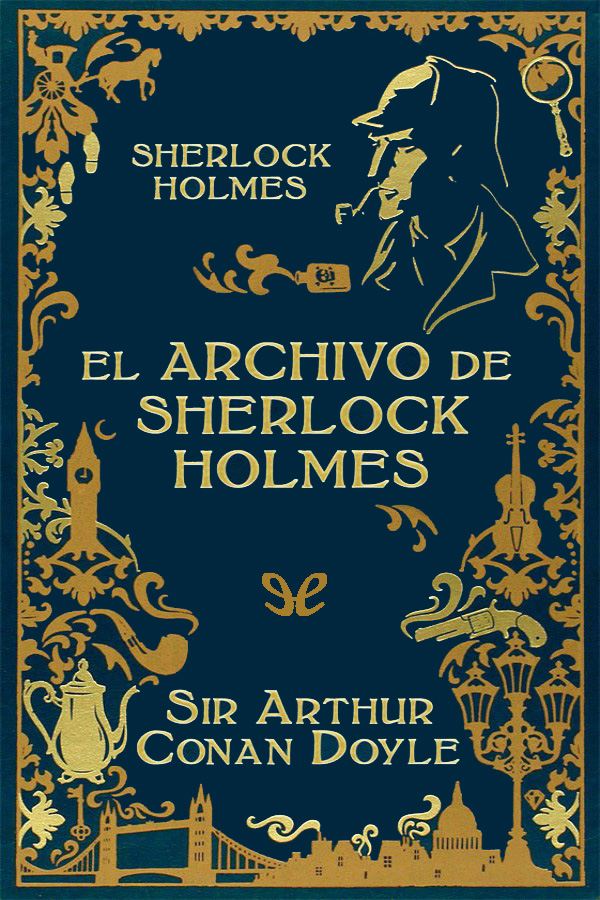 SHERLOCK
HOLMES
EL ARCHIVO DE
SHERLOCK
HOLMES
SIR ARTHUR
CONAN DOYLE